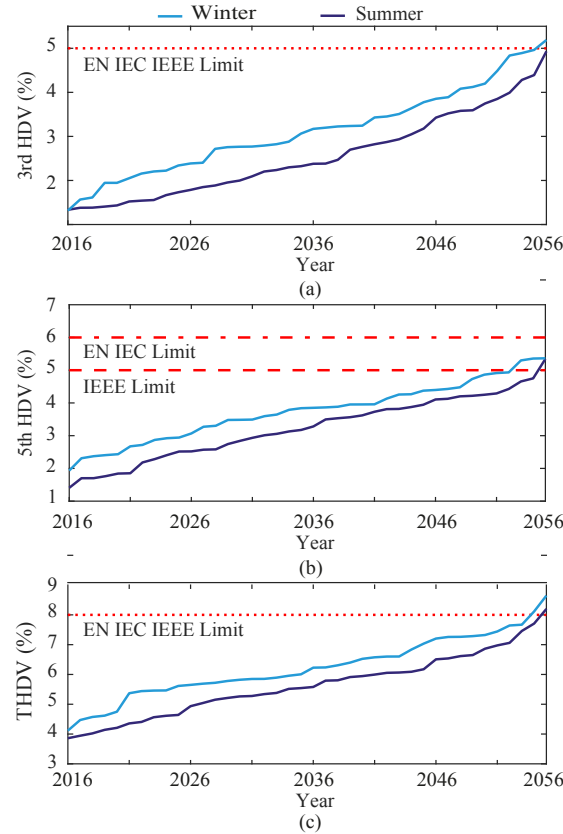 Winter Summer
5
4
3
2
EN IEC IEEE Limit
3rd HDV (%)
2016 2026 2036 2046 2056
Year
(a)
7
6
5
4
3
2
1
EN IEC Limit
IEEE Limit
5th HDV (%)
2016 2026 2036 2046 2056
Year
(b)
9
8
7
6
5
4
3
EN IEC IEEE Limit
THDV (%)
2016 2026 2036 2046 2056
Year
(c)